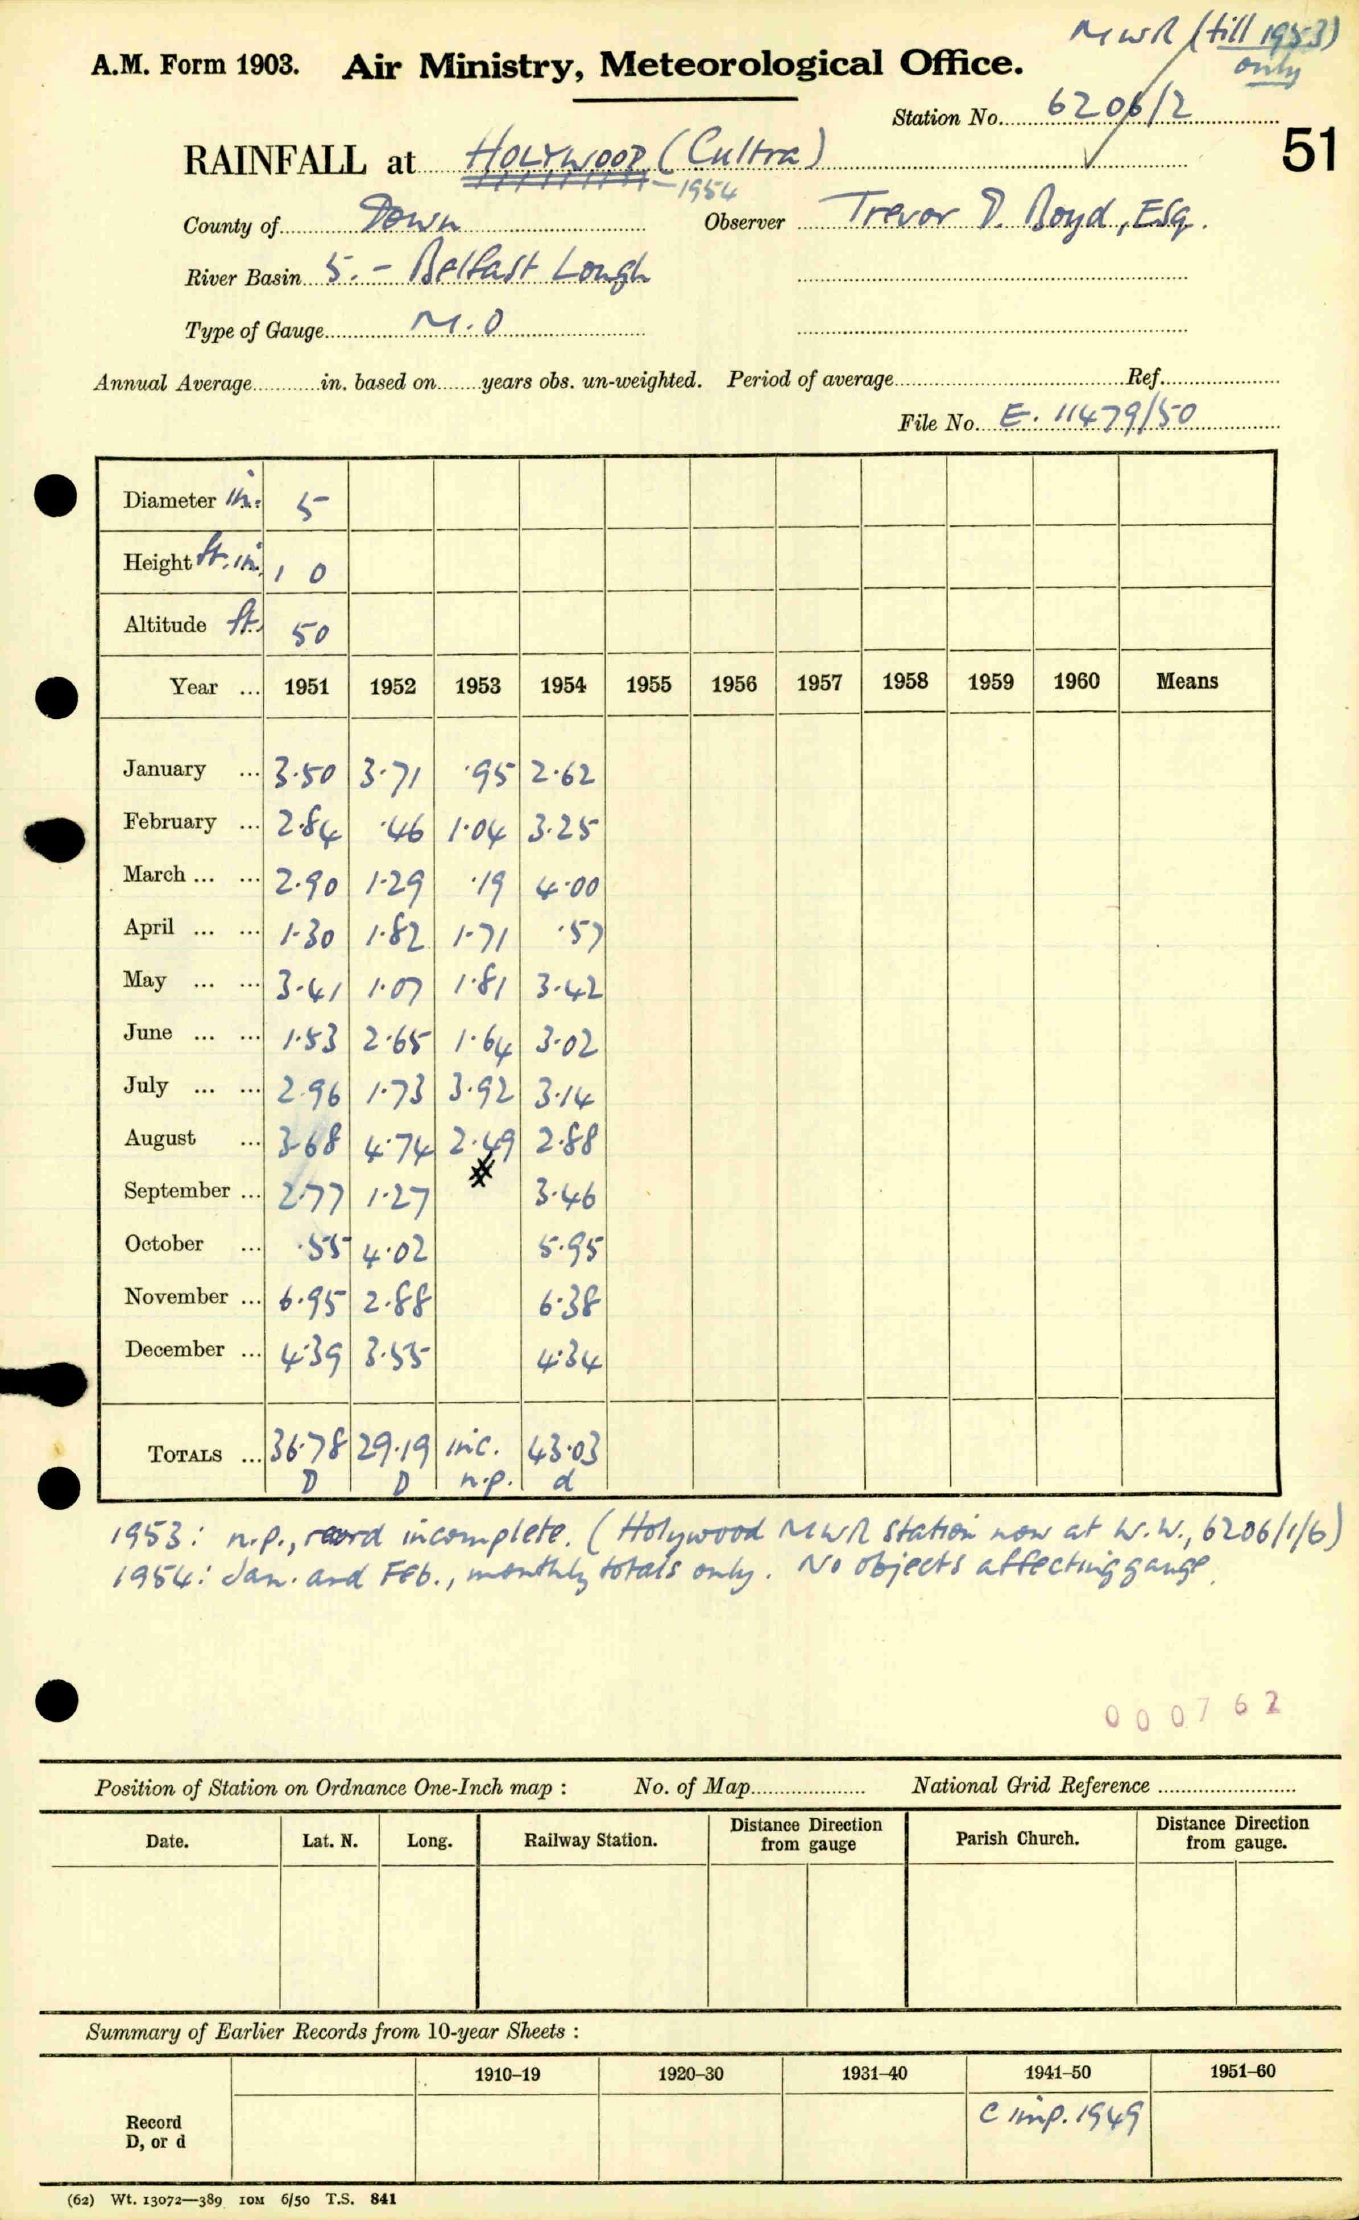 MWR (till 1953)
only
A.M. Form 1903. Air Ministry, Meteorological Office.
Station No. 6206/2
51
RAINFALL at HOLYWOOD (Cultra)
-1954
County of Down Observer Trevor D. Boyd, Esq.
River Basin 5. - Belfast Lough
Type of Gauge M.O
Annual Average in. based on years obs. un-weighted. Period of average Ref.
File No. E. 11479/50
Diameter in. 5
Height ft. in. 1 0
Altitude ft. 50
Year ... 1951 1952 1953 1954 1955 1956 1957 1958 1959 1960 Means
January ... 3.50 3.71 .95 2.62
February ... 2.84 .46 1.04 3.25
March ... ... 2.90 1.29 .19 4.00
April ... ... 1.30 1.82 1.71 .57
May ... ... 3.41 1.07 1.81 3.42
June ... ... 1.53 2.65 1.64 3.02
July ... ... 2.96 1.73 3.92 3.14
August ... 3.68 4.74 2.49 2.88
September ... 2.77 1.27 3.46
October ... .55 4.02 5.95
November ... 6.95 2.88 6.38
December ... 4.39 3.55 4.34
TOTALS ... 36.78 29.19 inc. 43.03
D D n.p. d
1953: n.p., record incomplete. (Holywood MWR station now at W.W., 6206/1/6)
1954: Jan. and Feb., monthly totals only. No objects affecting gauge.
000762
Position of Station on Ordnance One-Inch map : No. of Map National Grid Reference
Date. Lat. N. Long. Railway Station. Distance Direction from gauge Parish Church. Distance Direction from gauge.
Summary of Earlier Records from 10-year Sheets :
1910–19 1920–30 1931–40 1941–50 1951–60
Record
D, or d
C imp. 1949
(62) Wt. 13072—389 10M 6/50 T.S. 841